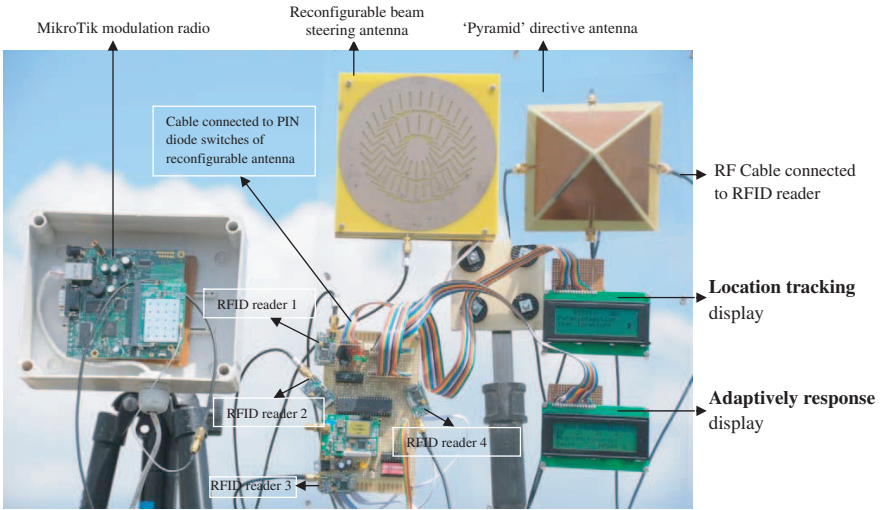 MikroTik modulation radio
Reconfigurable beam
steering antenna
‘Pyramid’ directive antenna
Cable connected to PIN
diode switches of
reconfigurable antenna
RF Cable connected
to RFID reader
RFID reader 1
Location tracking
display
RFID reader 2
Adaptively response
display
RFID reader 4
RFID reader 3